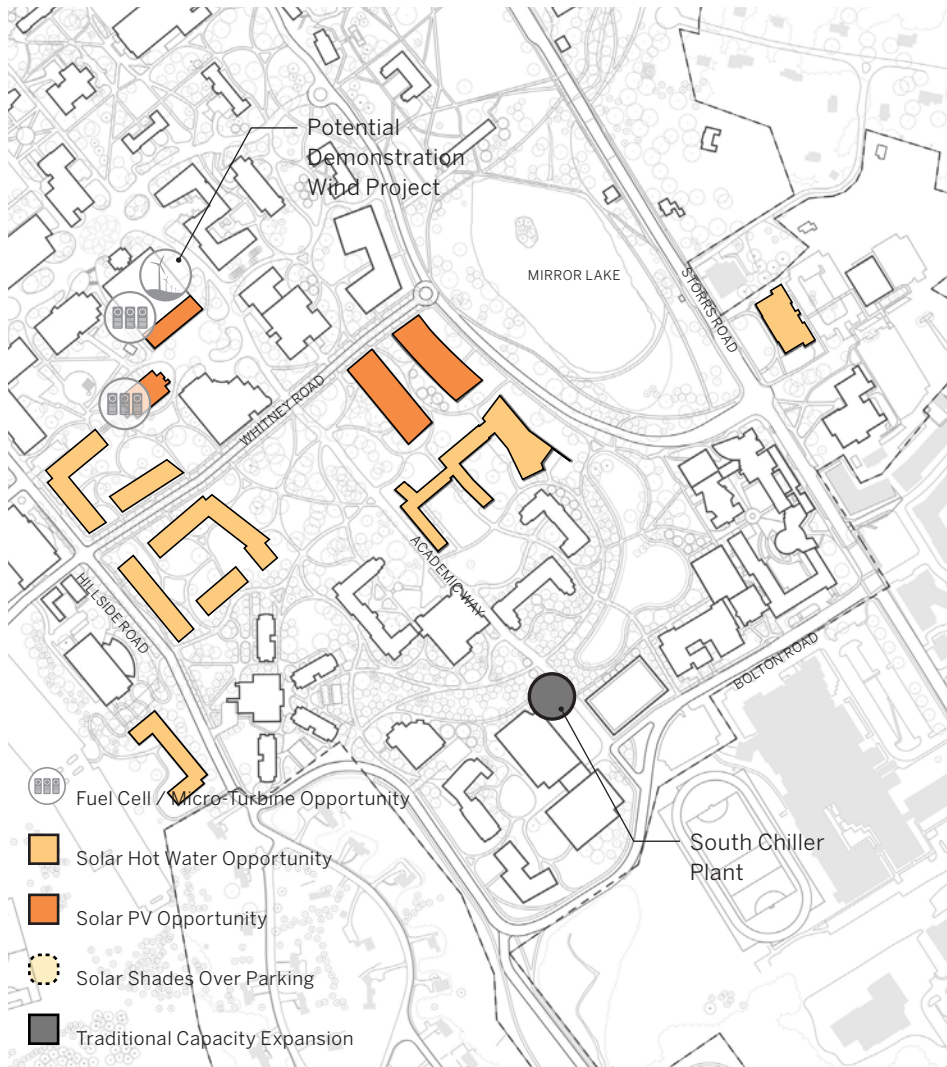 Potential
Demonstration
Wind Project
MIRROR LAKE
STORRS ROAD
WHITNEY ROAD
ACADEMIC WAY
HILLSIDE ROAD
BOLTON ROAD
South Chiller
Plant
Fuel Cell / Micro-Turbine Opportunity
Solar Hot Water Opportunity
Solar PV Opportunity
Solar Shades Over Parking
Traditional Capacity Expansion